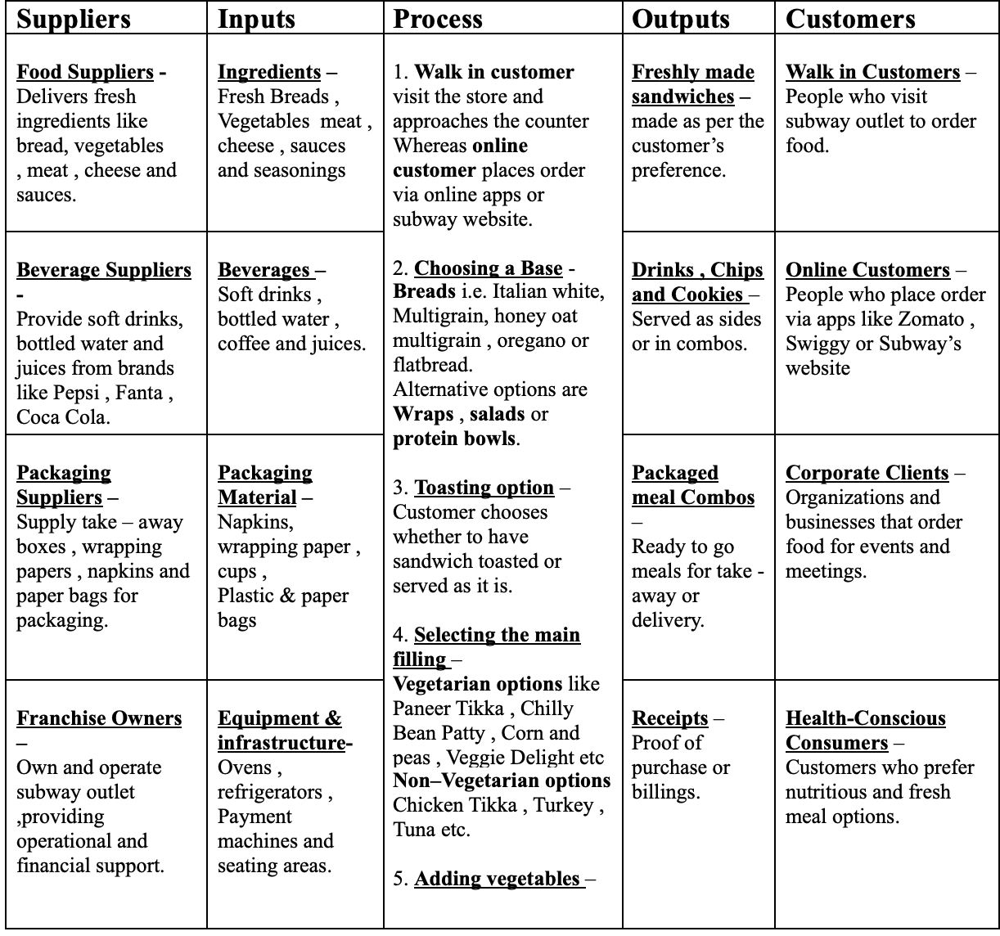 Suppliers
Inputs
Process
Outputs
Customers
Food Suppliers -
Delivers fresh
ingredients like
bread, vegetables
, meat , cheese and
sauces.
Ingredients –
Fresh Breads ,
Vegetables  meat ,
cheese , sauces
and seasonings
1. Walk in customer
visit the store and
approaches the counter
Whereas online
customer places order
via online apps or
subway website.
2. Choosing a Base -
Breads i.e. Italian white,
Multigrain, honey oat
multigrain , oregano or
flatbread.
Alternative options are
Wraps , salads or
protein bowls.
3. Toasting option –
Customer chooses
whether to have
sandwich toasted or
served as it is.
4. Selecting the main
filling –
Vegetarian options like
Paneer Tikka , Chilly
Bean Patty , Corn and
peas , Veggie Delight etc
Non–Vegetarian options
Chicken Tikka , Turkey ,
Tuna etc.
5. Adding vegetables –
Freshly made
sandwiches –
made as per the
customer’s
preference.
Walk in Customers –
People who visit
subway outlet to order
food.
Beverage Suppliers
-
Provide soft drinks,
bottled water and
juices from brands
like Pepsi , Fanta ,
Coca Cola.
Beverages –
Soft drinks ,
bottled water ,
coffee and juices.
Drinks , Chips
and Cookies –
Served as sides
or in combos.
Online Customers –
People who place order
via apps like Zomato ,
Swiggy or Subway’s
website
Packaging
Suppliers –
Supply take – away
boxes , wrapping
papers , napkins and
paper bags for
packaging.
Packaging
Material –
Napkins,
wrapping paper ,
cups ,
Plastic & paper
bags
Packaged
meal Combos
–
Ready to go
meals for take -
away or
delivery.
Corporate Clients –
Organizations and
businesses that order
food for events and
meetings.
Franchise Owners
–
Own and operate
subway outlet
,providing
operational and
financial support.
Equipment &
infrastructure-
Ovens ,
refrigerators ,
Payment
machines and
seating areas.
Receipts –
Proof of
purchase or
billings.
Health-Conscious
Consumers –
Customers who prefer
nutritious and fresh
meal options.